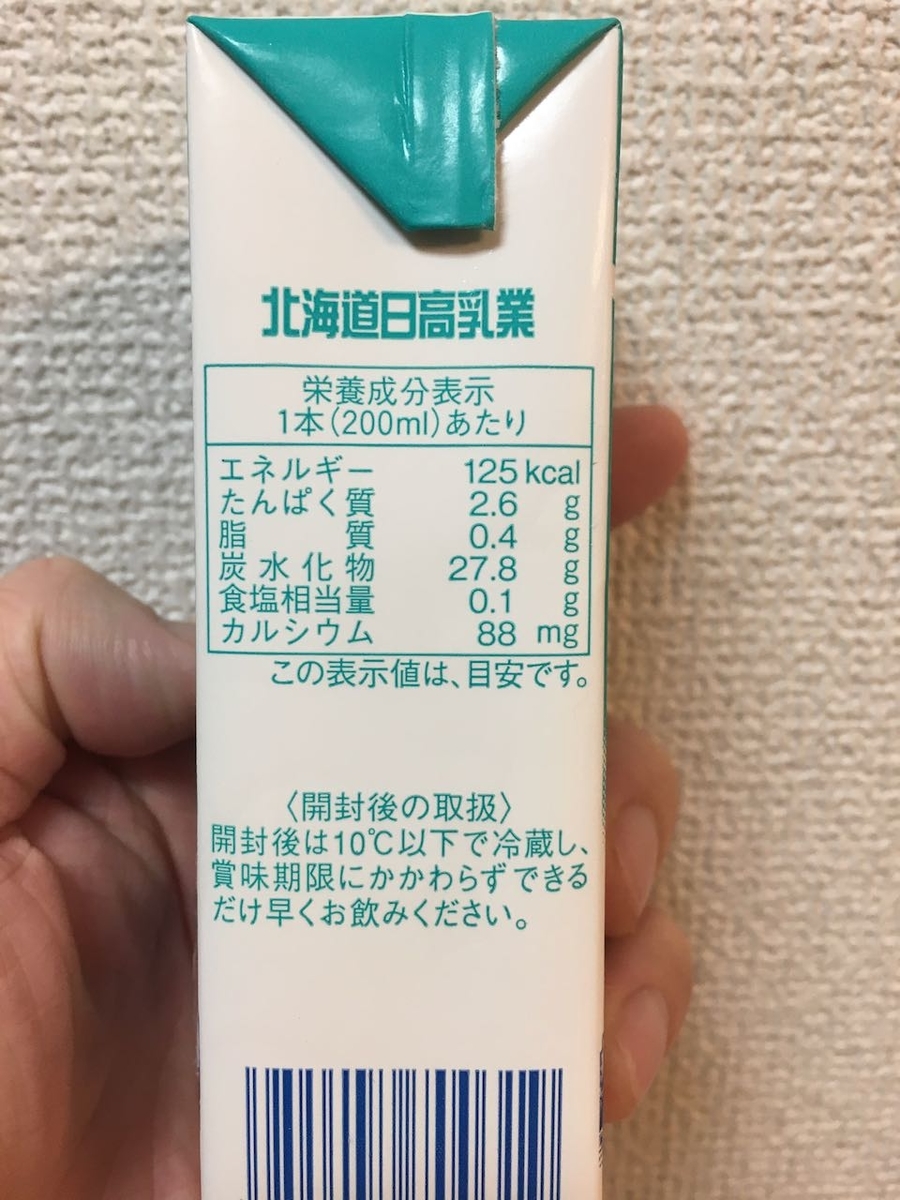 北海道日高乳業
栄養成分表示
1本(200ml)あたり
エネルギー 125kcal
たんぱく質 2.6 g
脂質 0.4 g
炭水化物 27.8 g
食塩相当量 0.1 g
カルシウム 88 mg
この表示値は、目安です。
〈開封後の取扱〉
開封後は10℃以下で冷蔵し、
賞味期限にかかわらずできる
だけ早くお飲みください。